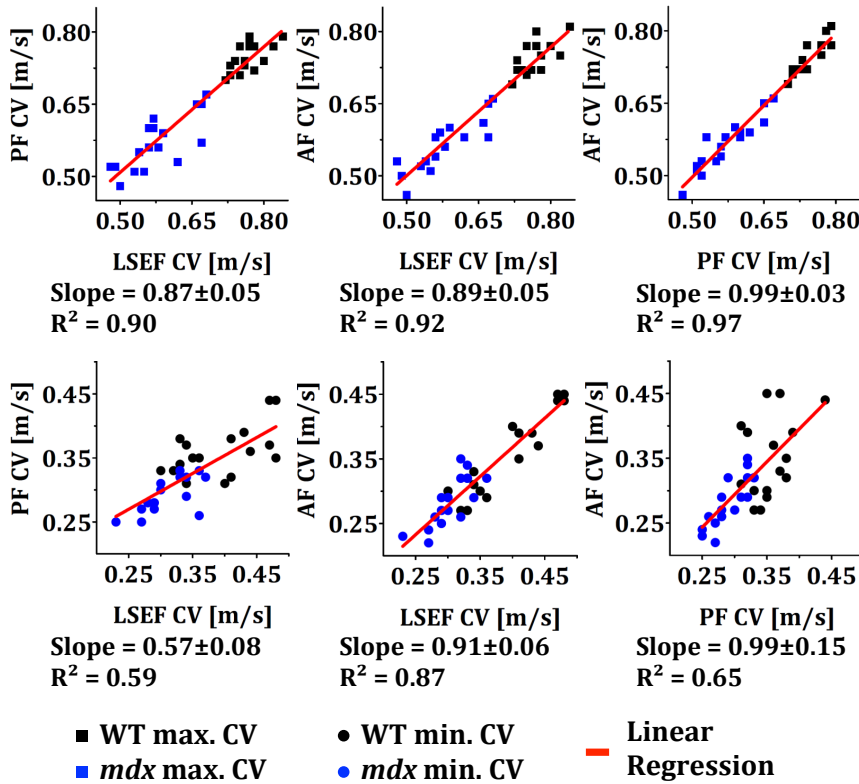 PF CV [m/s]
0.80
0.65
0.50
0.50 0.65 0.80
LSEF CV [m/s]
Slope = 0.87±0.05
R² = 0.90
AF CV [m/s]
0.80
0.65
0.50
0.50 0.65 0.80
LSEF CV [m/s]
Slope = 0.89±0.05
R² = 0.92
AF CV [m/s]
0.80
0.65
0.50
0.50 0.65 0.80
PF CV [m/s]
Slope = 0.99±0.03
R² = 0.97
PF CV [m/s]
0.45
0.35
0.25
0.25 0.35 0.45
LSEF CV [m/s]
Slope = 0.57±0.08
R² = 0.59
AF CV [m/s]
0.45
0.35
0.25
0.25 0.35 0.45
LSEF CV [m/s]
Slope = 0.91±0.06
R² = 0.87
AF CV [m/s]
0.45
0.35
0.25
0.25 0.35 0.45
PF CV [m/s]
Slope = 0.99±0.15
R² = 0.65
WT max. CV
mdx max. CV
WT min. CV
mdx min. CV
Linear
Regression